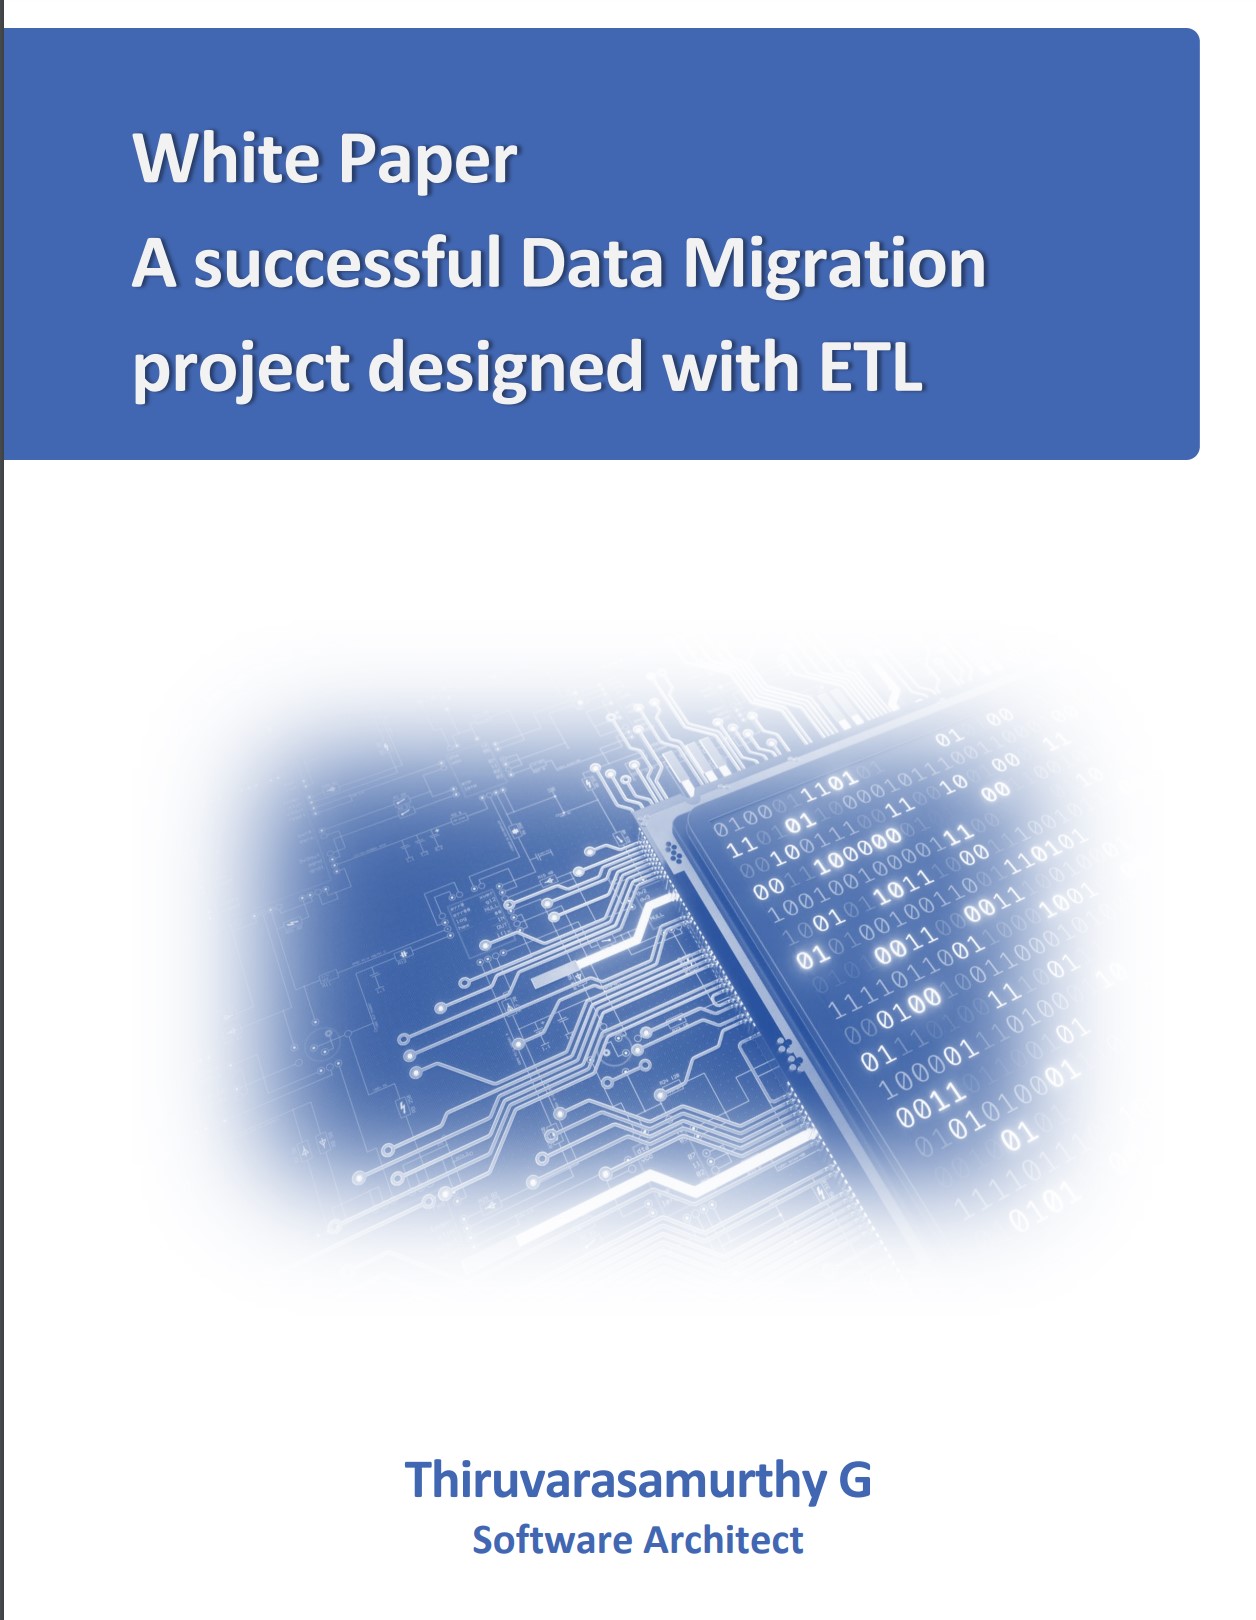 White Paper
A successful Data Migration
project designed with ETL
Thiruvarasamurthy G
Software Architect